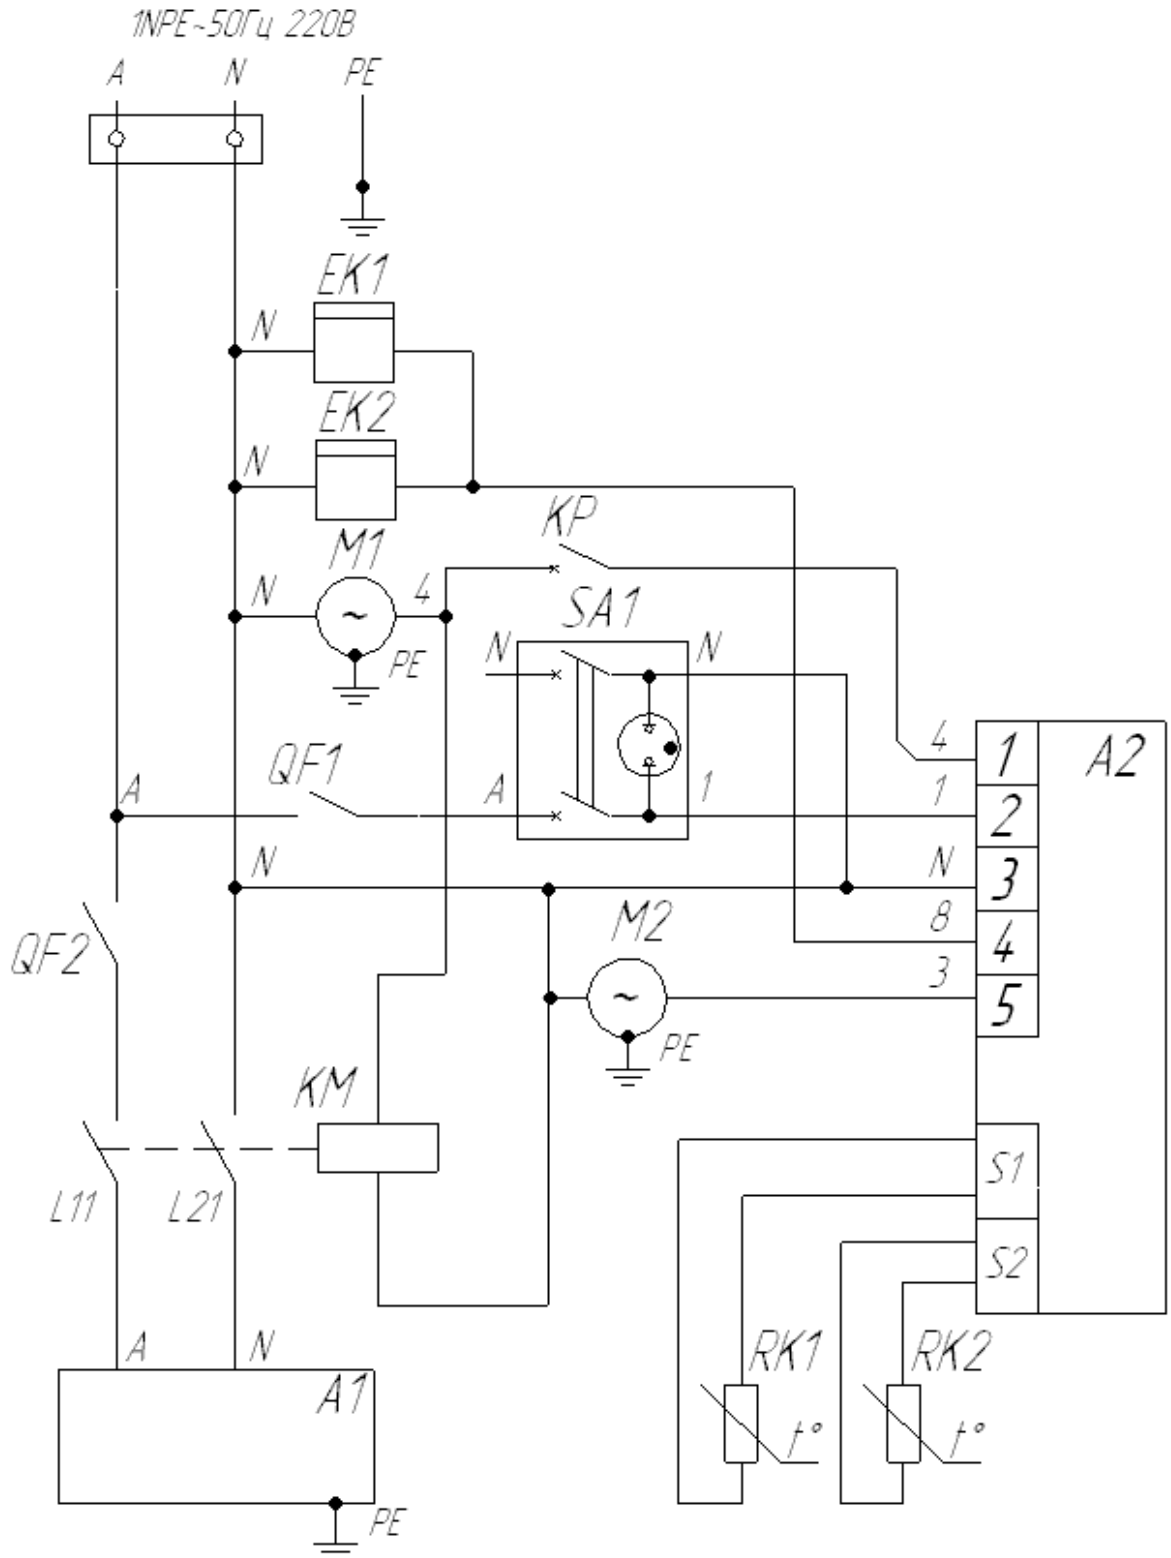 1NPE~50Гц 220В
A N PE
EK1
N
EK2
N
KP
M1
N 4
SA1
N N
PE
4 1 A2
QF1
A A 1 2
N N 3
8 4
M2
QF2
3 5
PE
KM
S1
L11 L21
S2
A N
RK1 RK2
A1
t° t°
PE
~
~